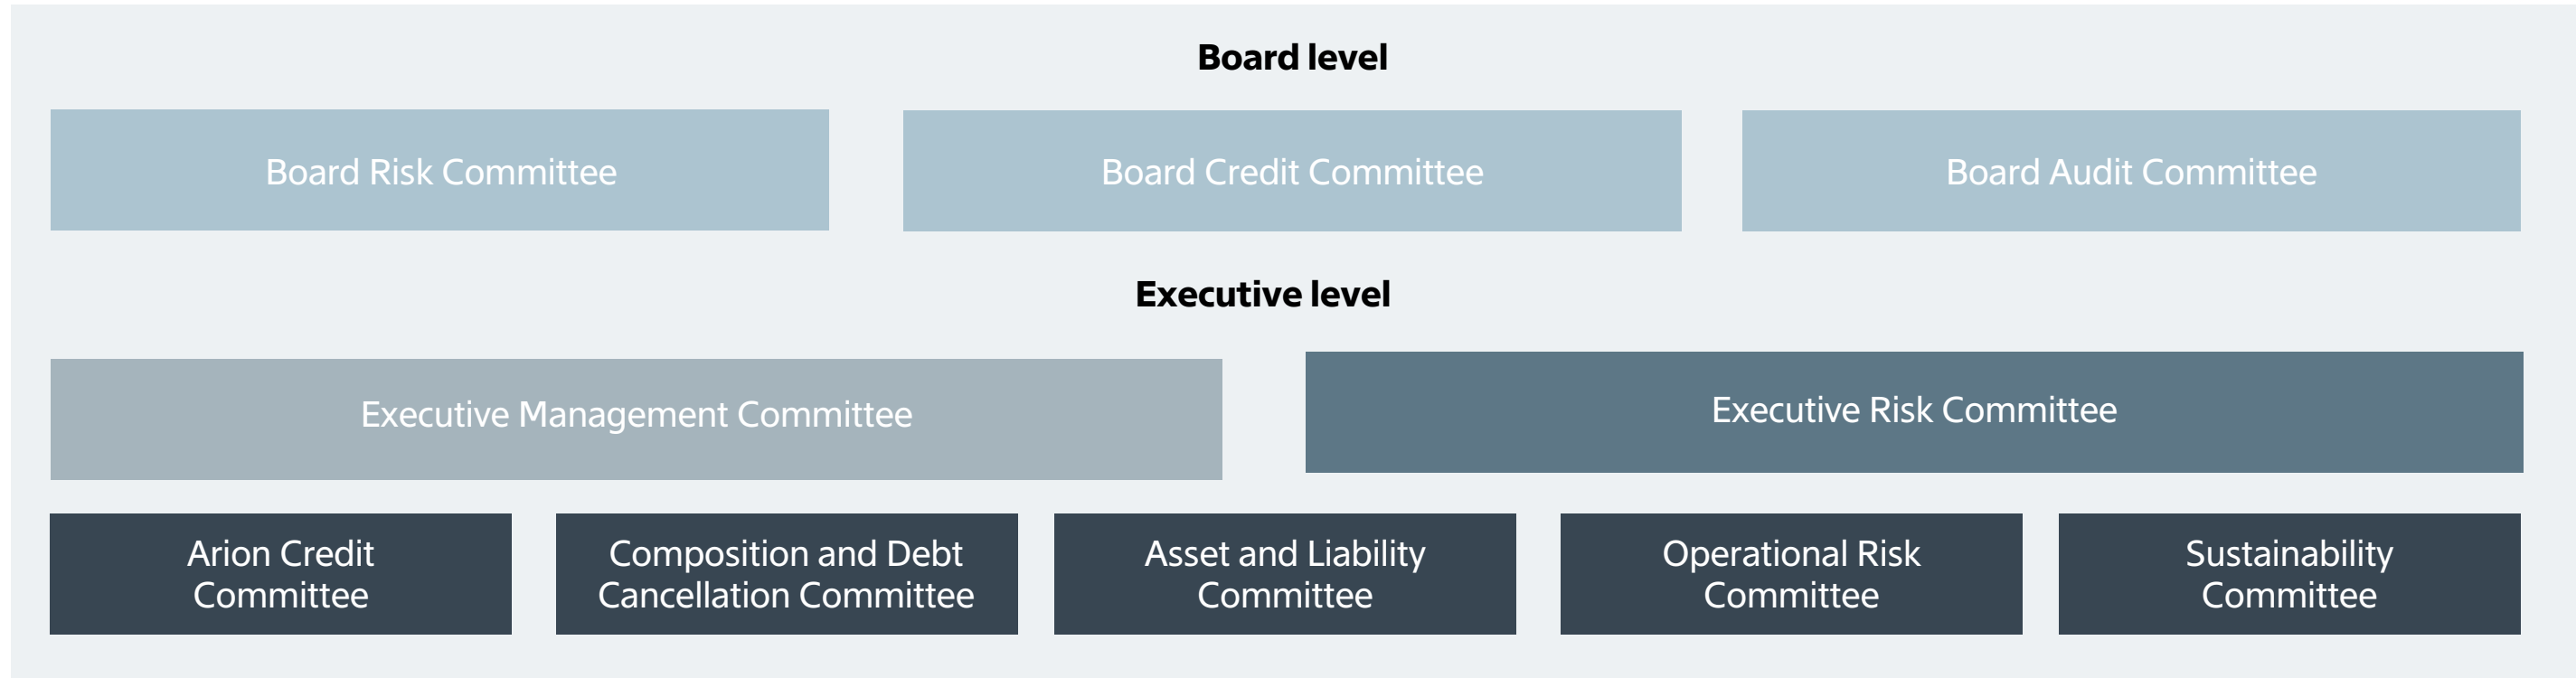 Board level
Board Risk Committee
Board Credit Committee
Board Audit Committee
Executive level
Executive Management Committee
Executive Risk Committee
Arion Credit
Committee
Composition and Debt
Cancellation Committee
Asset and Liability
Committee
Operational Risk
Committee
Sustainability
Committee